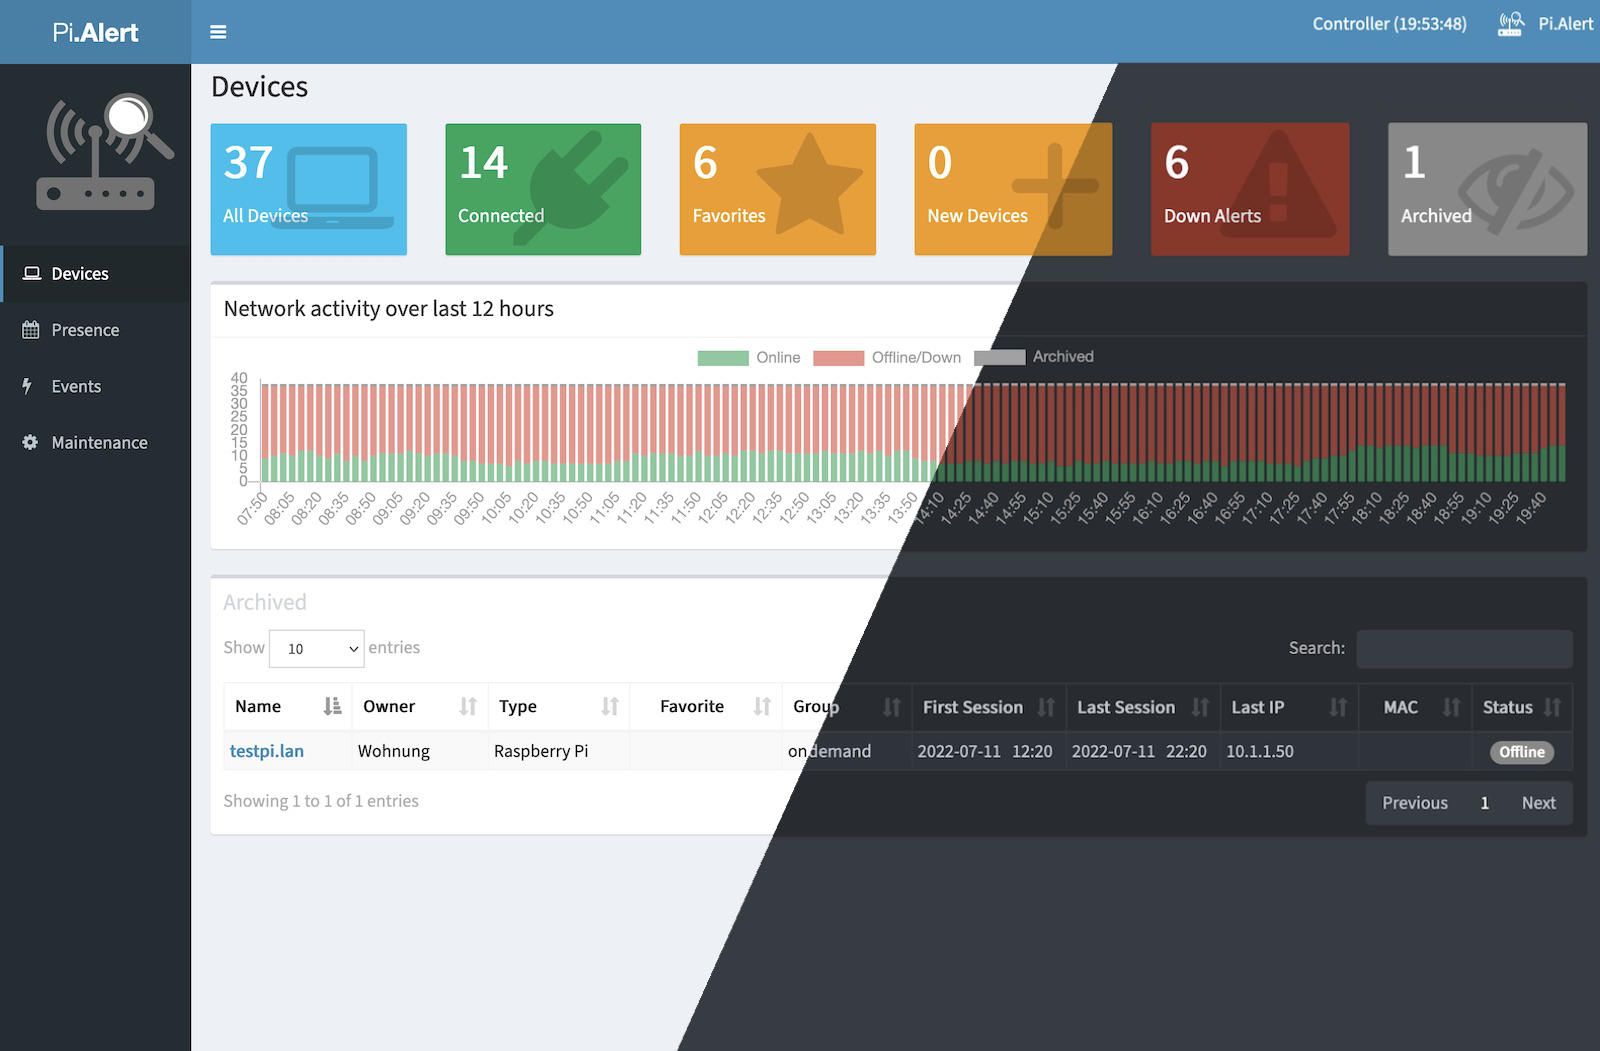 Pi.Alert
Controller (19:53:48) Pi.Alert
Devices
37
All Devices
14
Connected
6
Favorites
0
New Devices
6
Down Alerts
1
Archived
Devices
Presence
Events
Maintenance
Network activity over last 12 hours
Online Offline/Down Archived
40
35
30
25
20
15
10
5
0
07:50 08:05 08:20 08:35 08:50 09:05 09:20 09:35 09:50 10:05 10:20 10:35 10:50 11:05 11:20 11:35 11:50 12:05 12:20 12:35 12:50 13:05 13:20 13:35 13:50 14:10 14:25 14:40 14:55 15:10 15:25 15:40 15:55 16:10 16:25 16:40 16:55 17:10 17:25 17:40 17:55 18:10 18:25 18:40 18:55 19:10 19:25 19:40
Archived
Show 10 entries Search:
Name Owner Type Favorite Group First Session Last Session Last IP MAC Status
testpi.lan Wohnung Raspberry Pi ondemand 2022-07-11 12:20 2022-07-11 22:20 10.1.1.50 Offline
Showing 1 to 1 of 1 entries
Previous 1 Next